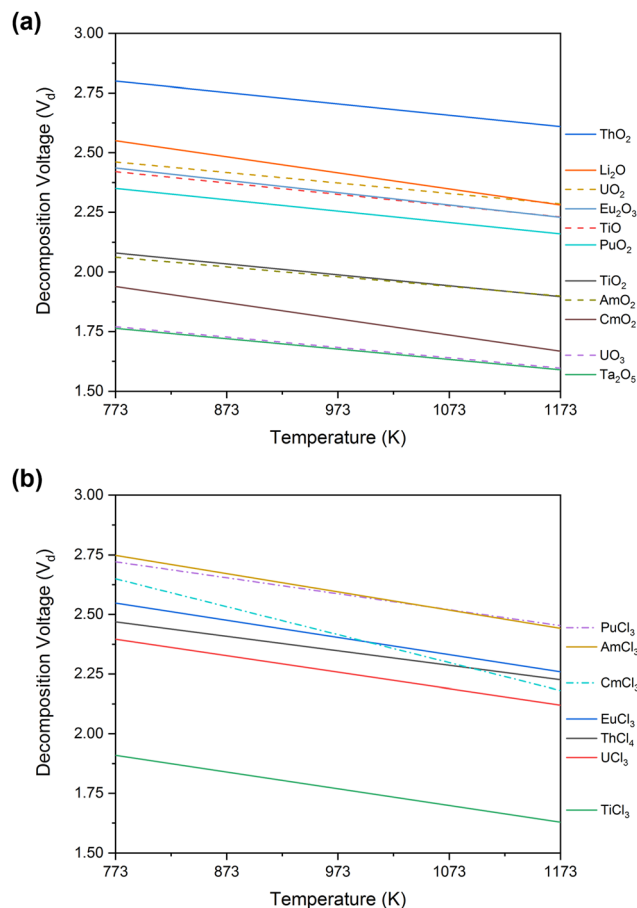 (a)
3.00
2.75
2.50
2.25
2.00
1.75
1.50
Decomposition Voltage (V_d)
773
873
973
1073
1173
Temperature (K)
ThO₂
Li₂O
UO₂
Eu₂O₃
TiO
PuO₂
TiO₂
AmO₂
CmO₂
UO₃
Ta₂O₅
(b)
3.00
2.75
2.50
2.25
2.00
1.75
1.50
Decomposition Voltage (V_d)
773
873
973
1073
1173
Temperature (K)
PuCl₃
AmCl₃
CmCl₃
EuCl₃
ThCl₄
UCl₃
TiCl₃